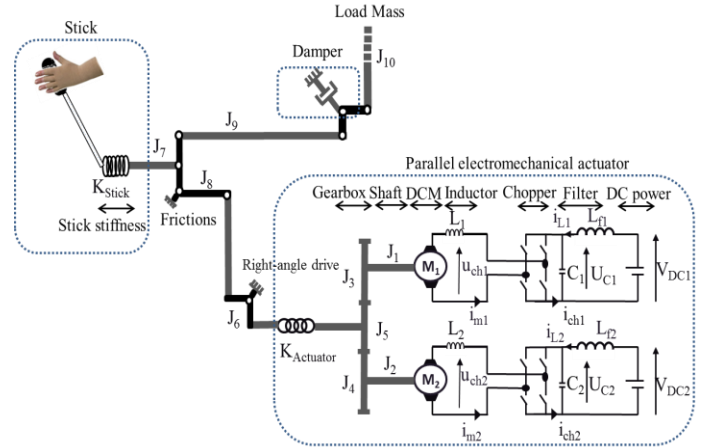 Load Mass
Stick
Damper
J10
J9
J7
KStick
J8
Stick stiffness
Frictions
Parallel electromechanical actuator
Gearbox Shaft DCM Inductor Chopper Filter DC power
Right-angle drive
J6
KActuator
J3
J1
J5
J4
J2
L1
M1
uch1
im1
iL1
Lf1
C1
UC1
VDC1
ich1
L2
M2
uch2
im2
iL2
Lf2
C2
UC2
VDC2
ich2